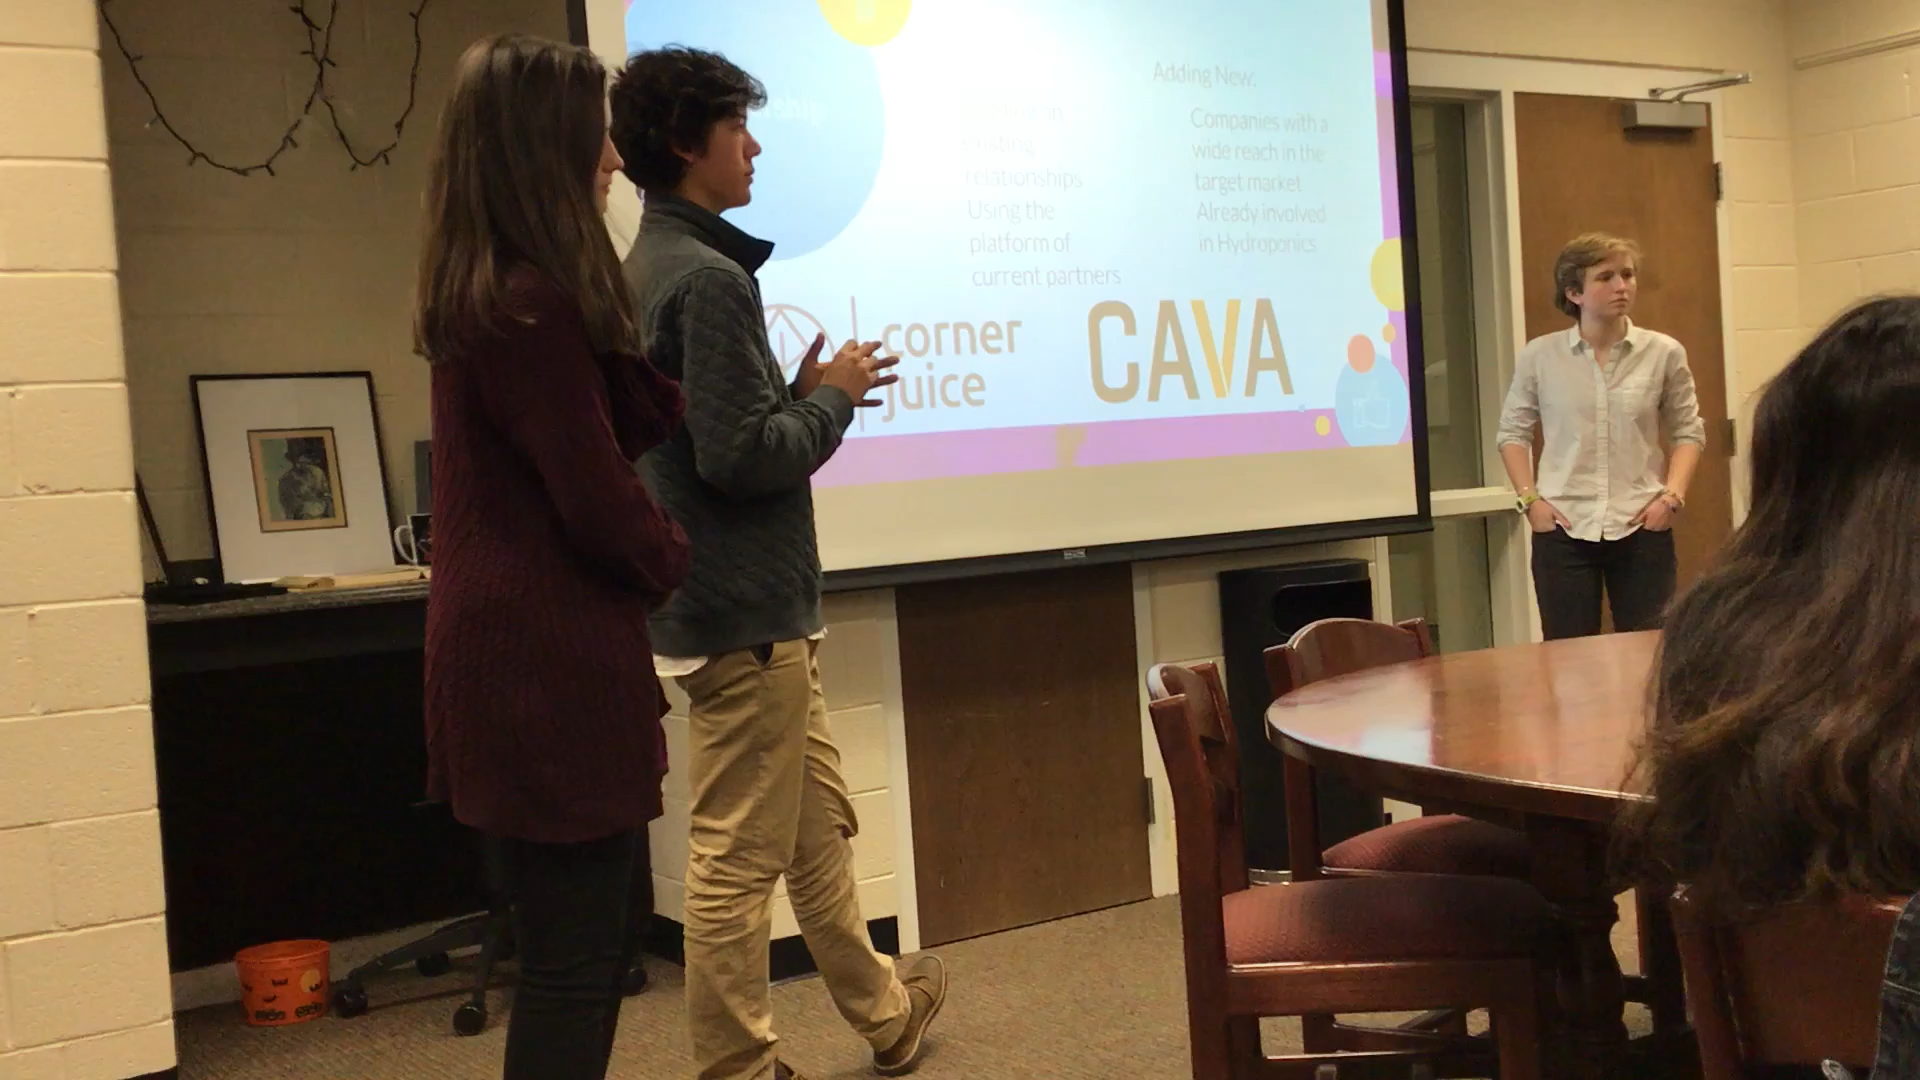 Adding New:
existing
relationships
Using the
platform of
current partners
Companies with a
wide reach in the
target market
Already involved
in Hydroponics
corner
juice
CAVA